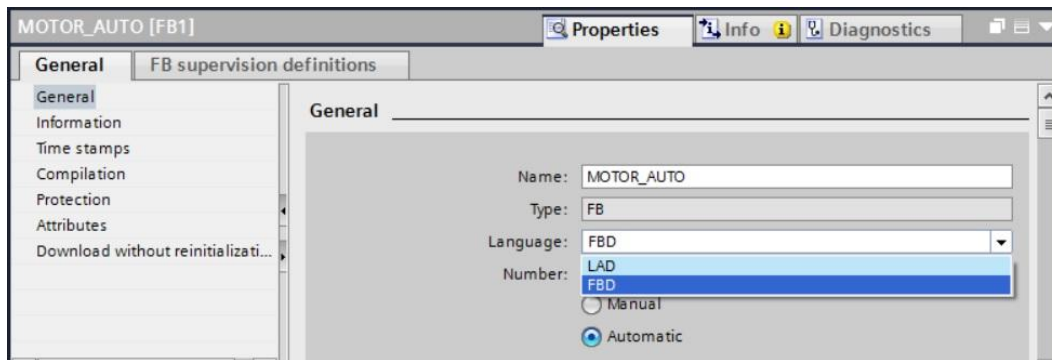 MOTOR_AUTO [FB1]
Properties
Info
Diagnostics
General
FB supervision definitions
General
Information
Time stamps
Compilation
Protection
Attributes
Download without reinitializati...
General
Name: MOTOR_AUTO
Type: FB
Language: FBD
LAD
FBD
Number:
Manual
Automatic